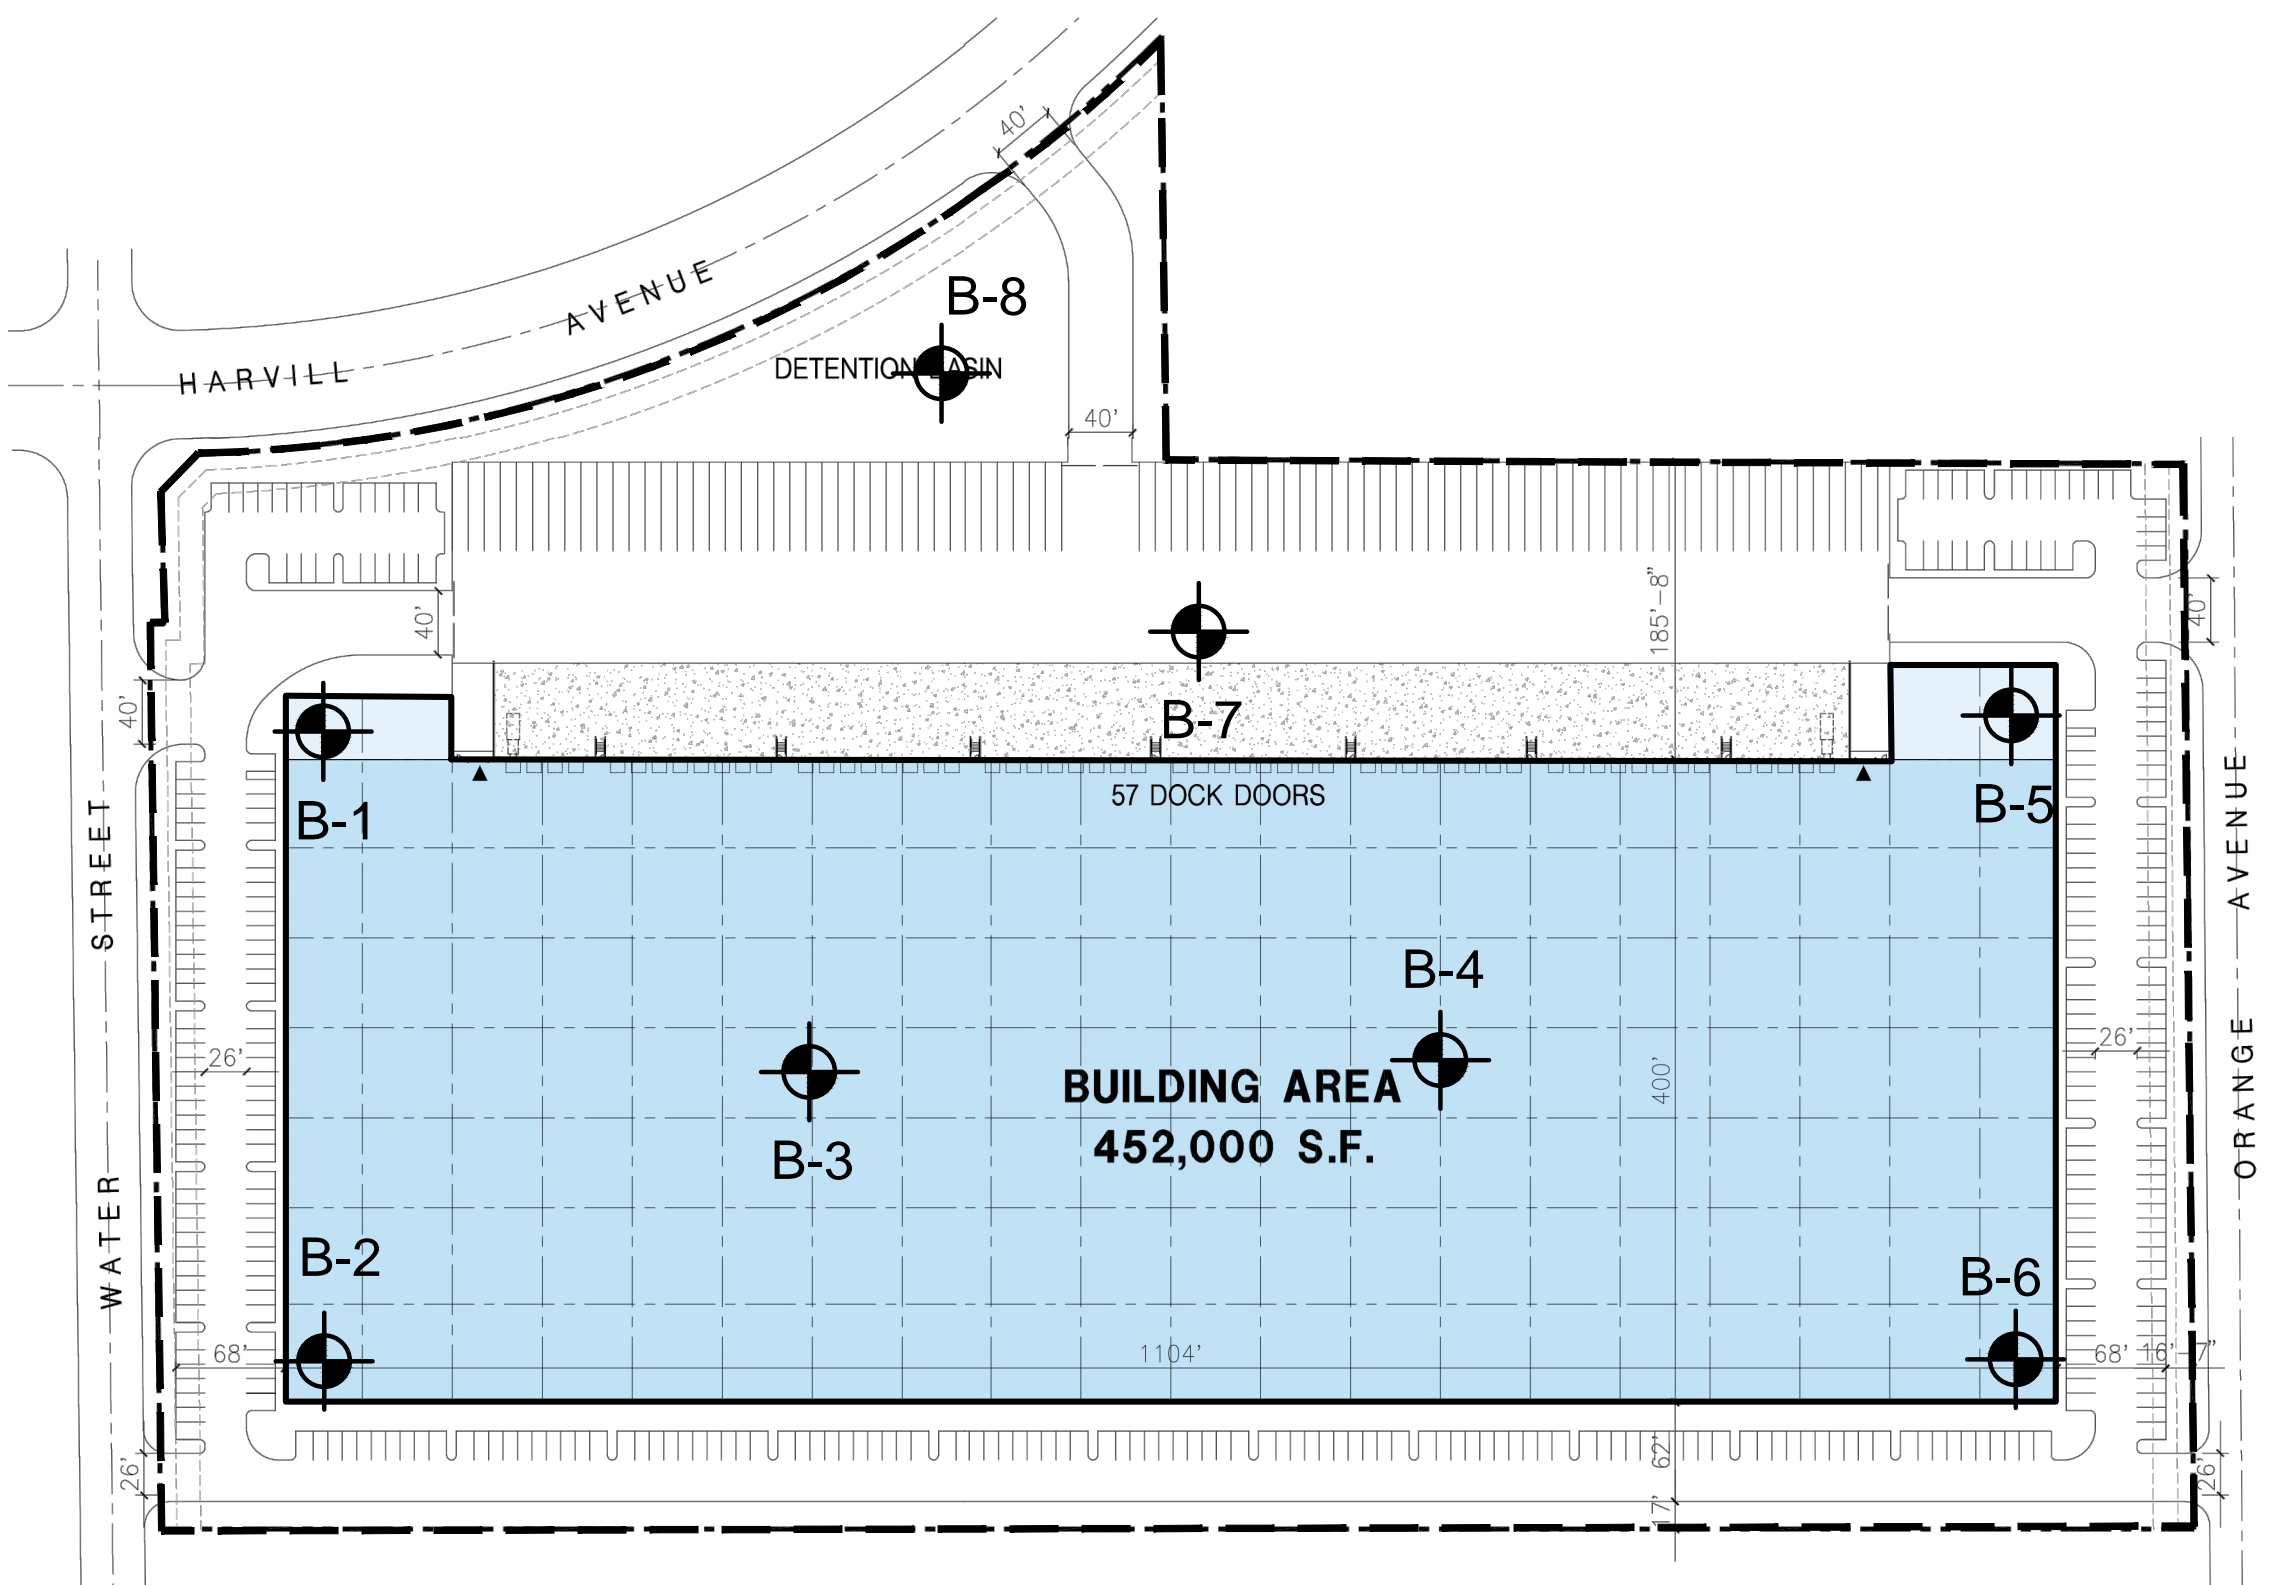 40'
HARVILL AVENUE
B-8
DETENTION BASIN
40'
40'
185'-8"
40'
40'
B-7
57 DOCK DOORS
B-1
B-5
WATER STREET
ORANGE AVENUE
B-4
26'
26'
400'
BUILDING AREA
452,000 S.F.
B-3
B-2
B-6
68'
1104'
68'
16'-7"
62'
26'
26'
17'